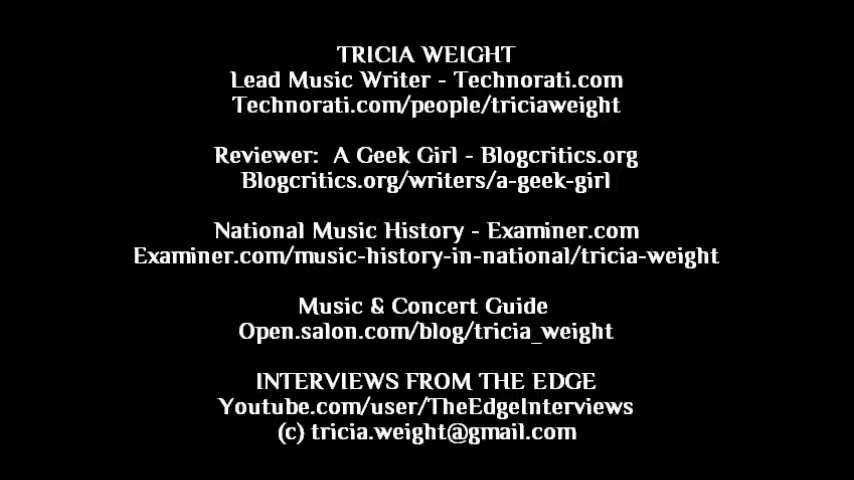 TRICIA WEIGHT
Lead Music Writer - Technorati.com
Technorati.com/people/triciaweight
Reviewer:  A Geek Girl - Blogcritics.org
Blogcritics.org/writers/a-geek-girl
National Music History - Examiner.com
Examiner.com/music-history-in-national/tricia-weight
Music & Concert Guide
Open.salon.com/blog/tricia_weight
INTERVIEWS FROM THE EDGE
Youtube.com/user/TheEdgeInterviews
(c) tricia.weight@gmail.com